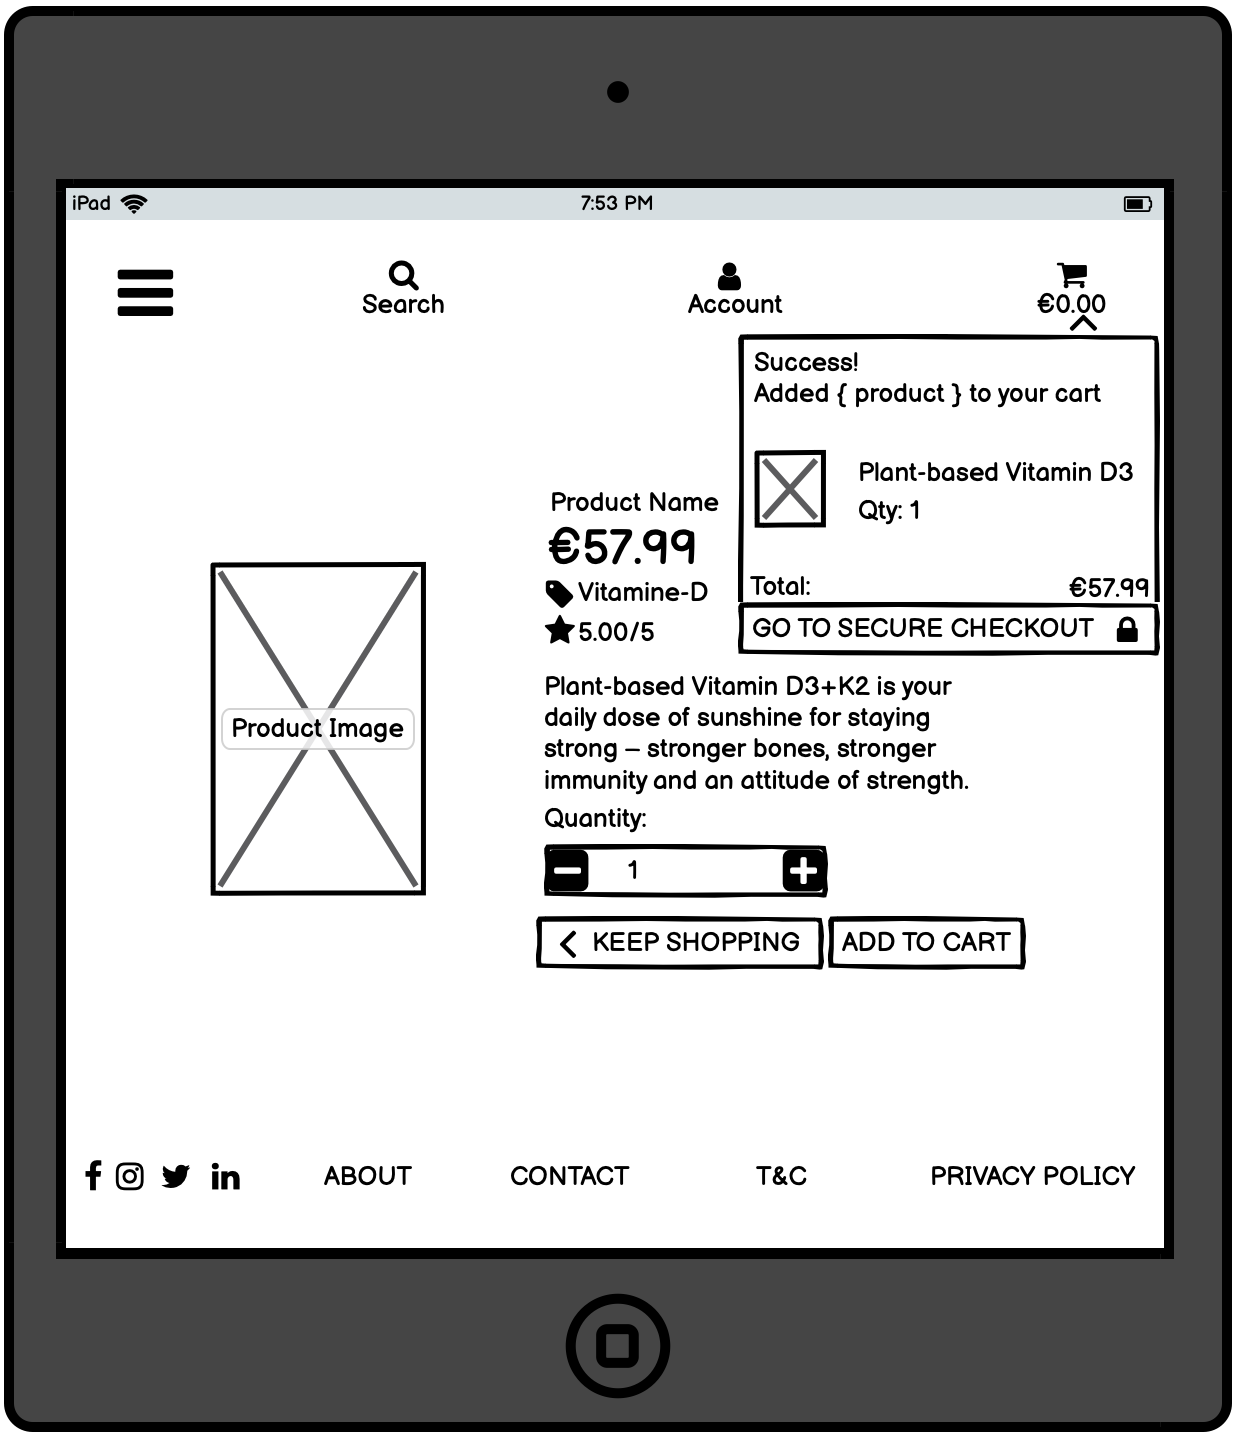 iPad 7:53 PM
Search Account €0.00
Success!
Added { product } to your cart
Plant-based Vitamin D3
Qty: 1
Total: €57.99
GO TO SECURE CHECKOUT
Product Name
€57.99
Vitamine-D
5.00/5
Product Image
Plant-based Vitamin D3+K2 is your
daily dose of sunshine for staying
strong – stronger bones, stronger
immunity and an attitude of strength.
Quantity:
1
KEEP SHOPPING ADD TO CART
ABOUT CONTACT T&C PRIVACY POLICY